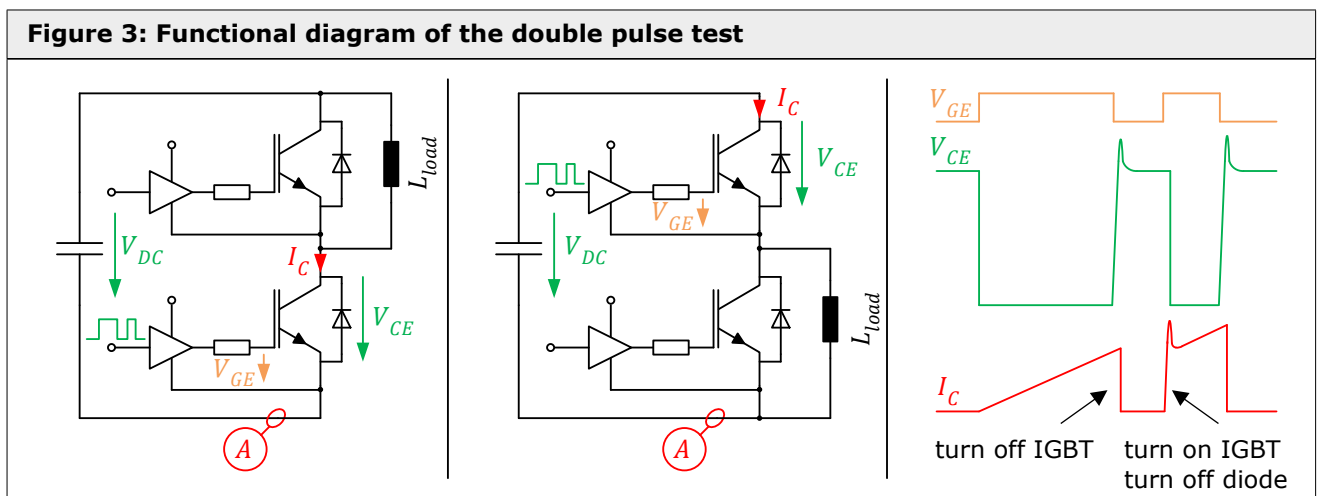 Figure 3: Functional diagram of the double pulse test
L_load
V_DC
I_C
V_CE
V_GE
A
I_C
V_CE
V_GE
V_DC
L_load
A
V_GE
V_CE
I_C
turn off IGBT
turn on IGBT
turn off diode